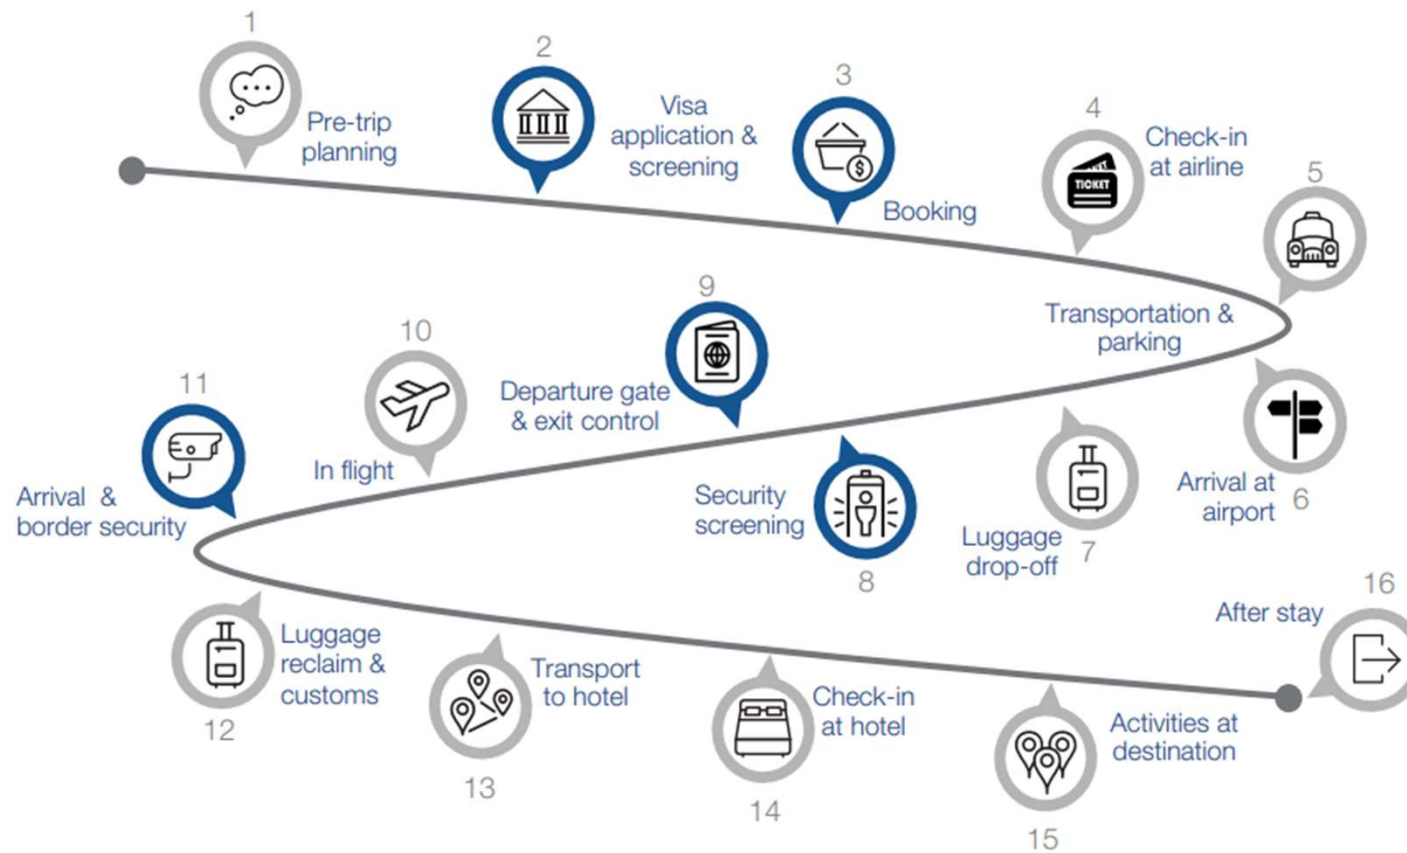 1
Pre-trip
planning
2
Visa
application &
screening
3
Booking
4
Check-in
at airline
TICKET
5
Transportation &
parking
6
Arrival at
airport
7
Luggage
drop-off
8
Security
screening
9
Departure gate
& exit control
10
In flight
11
Arrival &
border security
12
Luggage
reclaim &
customs
13
Transport
to hotel
14
Check-in
at hotel
15
Activities at
destination
16
After stay
$